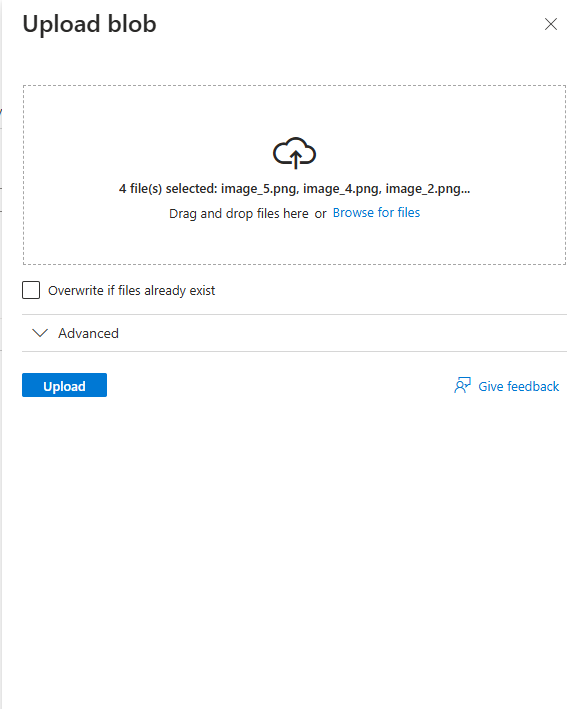 Upload blob
4 file(s) selected: image_5.png, image_4.png, image_2.png...
Drag and drop files here or Browse for files
Overwrite if files already exist
Advanced
Upload
Give feedback